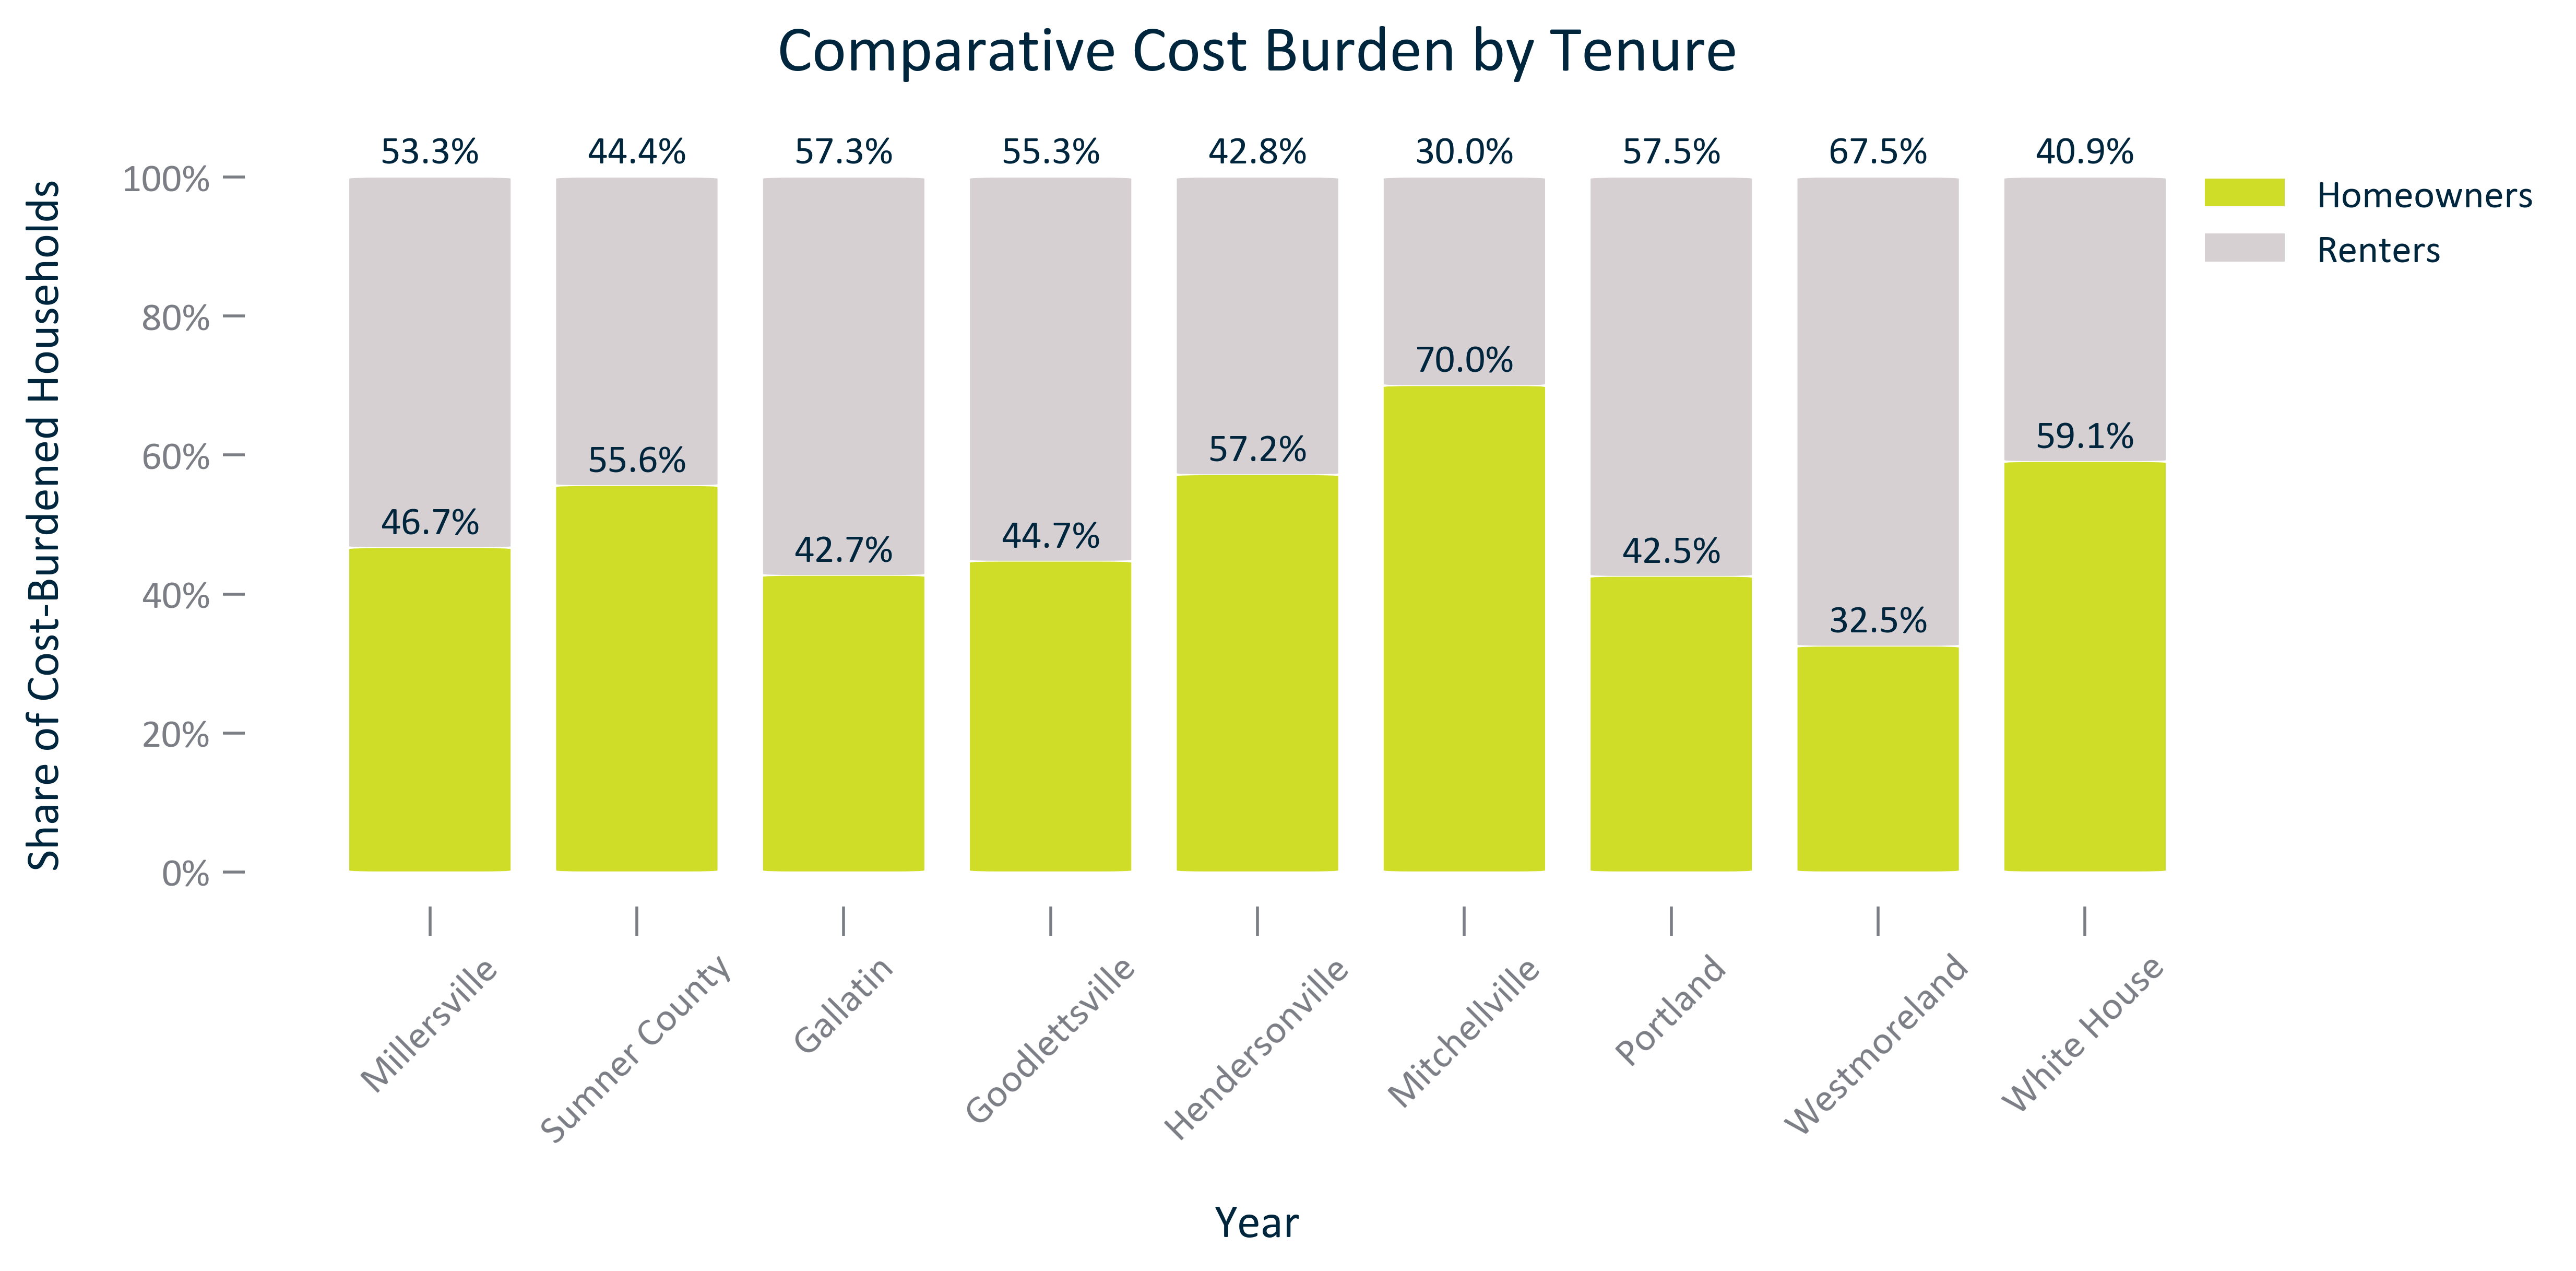 Comparative Cost Burden by Tenure
53.3% 44.4% 57.3% 55.3% 42.8% 30.0% 57.5% 67.5% 40.9%
Share of Cost-Burdened Households
100%
80%
60%
40%
20%
0%
46.7% 55.6% 42.7% 44.7% 57.2% 70.0% 42.5% 32.5% 59.1%
Homeowners
Renters
Millersville
Sumner County
Gallatin
Goodlettsville
Hendersonville
Mitchellville
Portland
Westmoreland
White House
Year